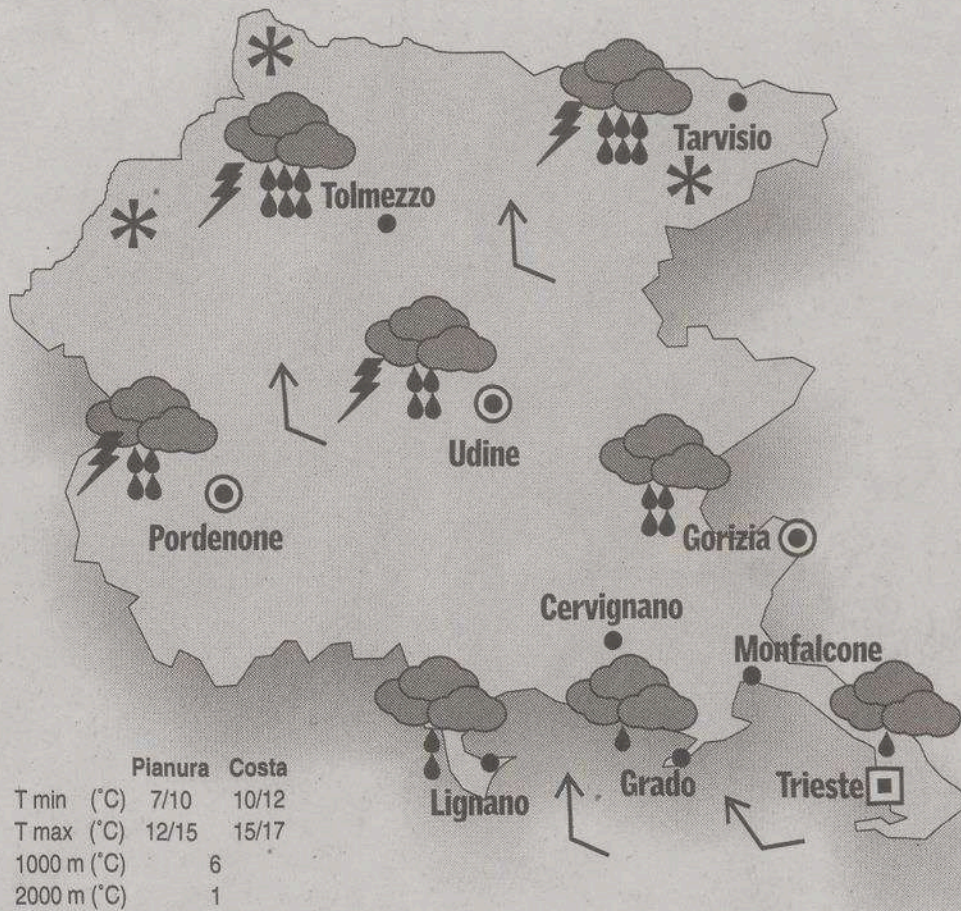 Tarvisio
Tolmezzo
Udine
Pordenone
Gorizia
Cervignano
Monfalcone
Lignano
Grado
Trieste
Pianura Costa
T min (°C) 7/10 10/12
T max (°C) 12/15 15/17
1000 m (°C) 6
2000 m (°C) 1